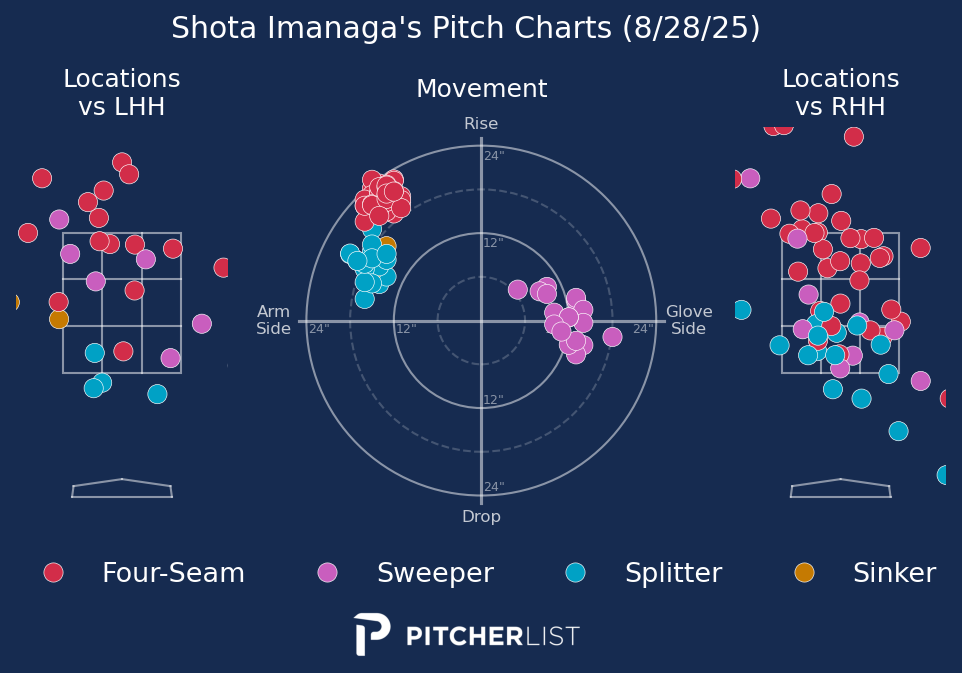 Shota Imanaga's Pitch Charts (8/28/25)
Locations
vs LHH
Movement
Locations
vs RHH
Rise
24"
12"
Arm
Side
24"
12"
24"
Glove
Side
12"
24"
Drop
Four-Seam
Sweeper
Splitter
Sinker
PITCHERLIST